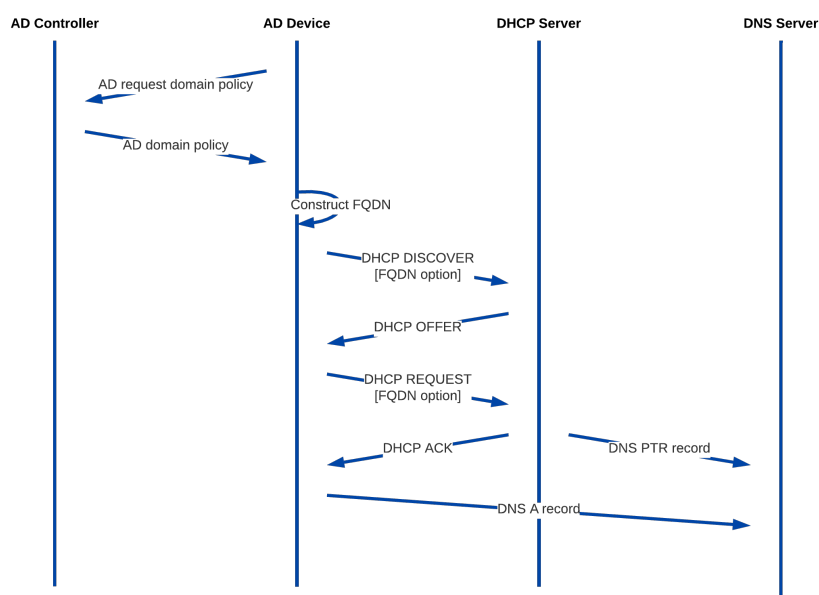 AD Controller
AD Device
DHCP Server
DNS Server
AD request domain policy
AD domain policy
Construct FQDN
DHCP DISCOVER
[FQDN option]
DHCP OFFER
DHCP REQUEST
[FQDN option]
DHCP ACK
DNS PTR record
DNS A record